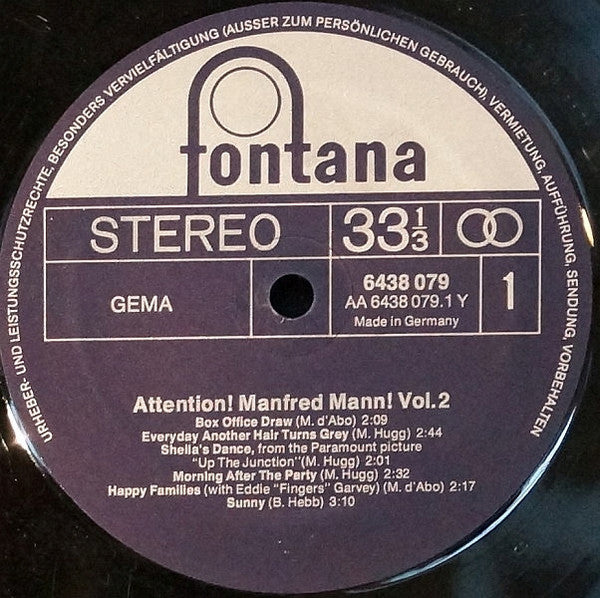 URHEBER- UND LEISTUNGSSCHUTZRECHTE, BESONDERS VERVIELFÄLTIGUNG (AUSSER ZUM PERSÖNLICHEN GEBRAUCH), VERMIETUNG, AUFFÜHRUNG, SENDUNG, VORBEHALTEN
fontana
STEREO 33⅓
GEMA
6438 079
AA 6438 079.1 Y
Made in Germany
1
Attention! Manfred Mann! Vol.2
Box Office Draw (M. d'Abo) 2:09
Everyday Another Hair Turns Grey (M. Hugg) 2:44
Shella's Dance, from the Paramount picture
"Up The Junction" (M. Hugg) 2:01
Morning After The Party (M. Hugg) 2:32
Happy Families (with Eddie "Fingers" Garvey) (M. d'Abo) 2:17
Sunny (B. Hebb) 3:10